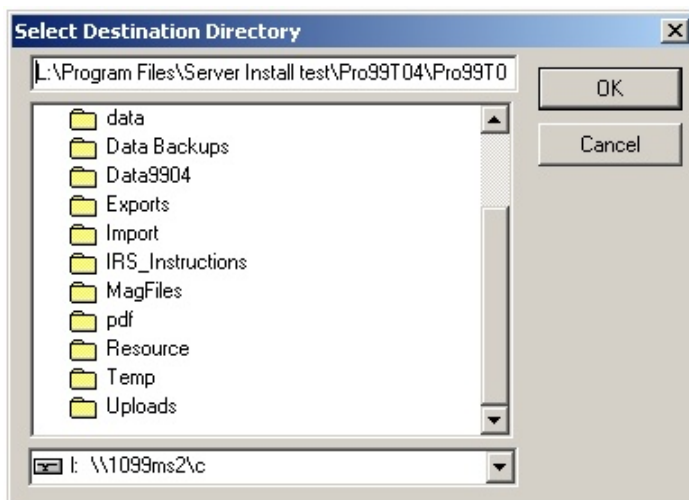 Select Destination Directory
L:\Program Files\Server Install test\Pro99T04\Pro99T0
OK
Cancel
data
Data Backups
Data9904
Exports
Import
IRS_Instructions
MagFiles
pdf
Resource
Temp
Uploads
l: \\1099ms2\c